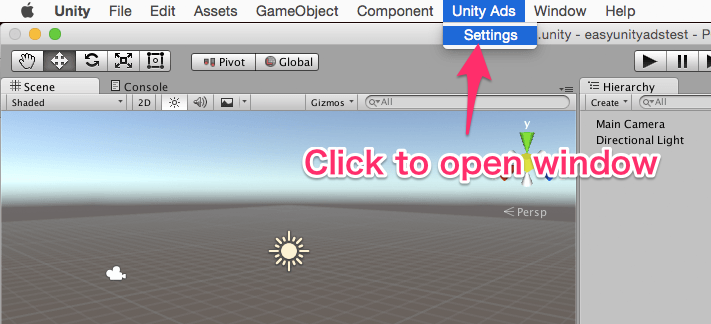 Unity File Edit Assets GameObject Component Unity Ads Window Help
Settings
.unity - easyunityadstest - P
Pivot Global
Scene Console
Hierarchy
Shaded 2D Gizmos All
Create All
Main Camera
Directional Light
y
Click to open window
Persp